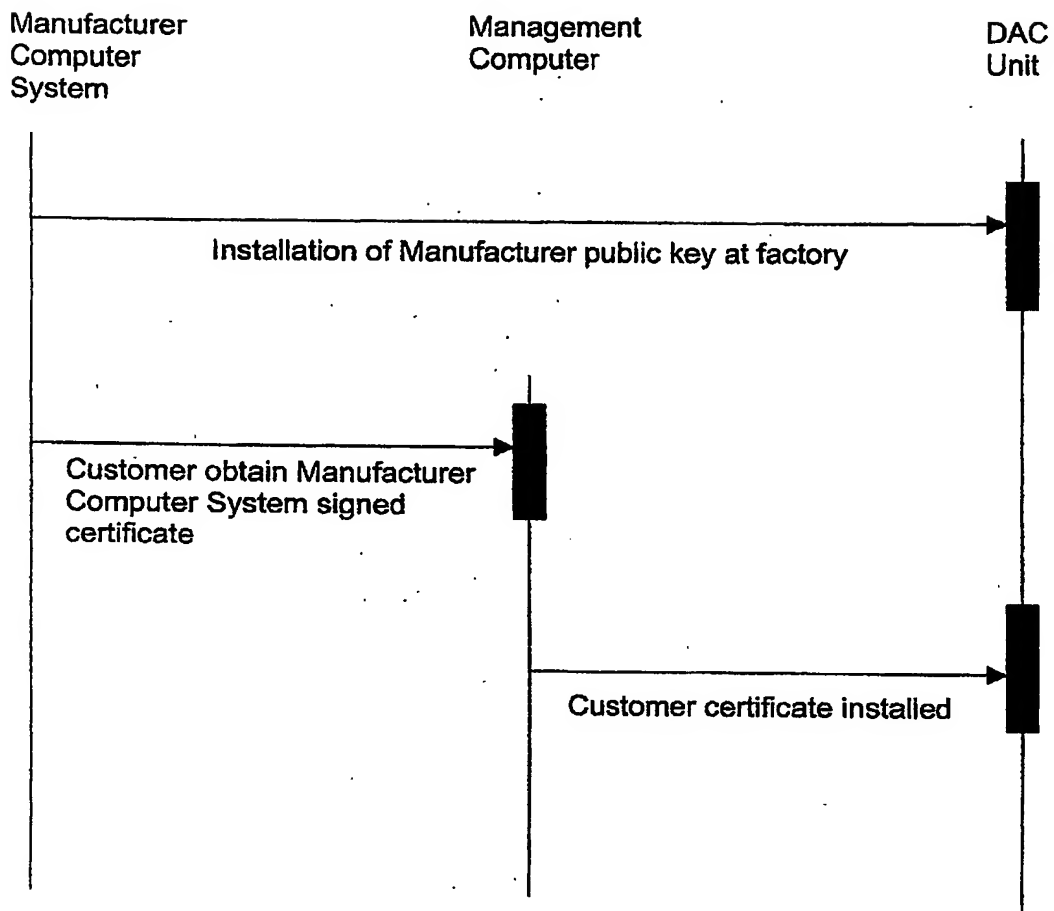 Manufacturer
Computer
System
Management
Computer
DAC
Unit
Installation of Manufacturer public key at factory
Customer obtain Manufacturer
Computer System signed
certificate
Customer certificate installed